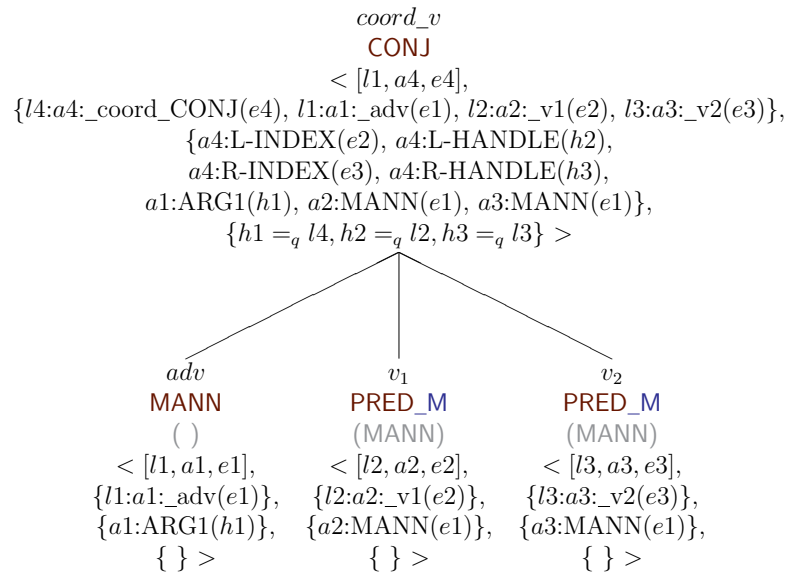 coord_v
CONJ
< [l1, a4, e4],
{l4:a4:_coord_CONJ(e4), l1:a1:_adv(e1), l2:a2:_v1(e2), l3:a3:_v2(e3)},
{a4:L-INDEX(e2), a4:L-HANDLE(h2),
a4:R-INDEX(e3), a4:R-HANDLE(h3),
a1:ARG1(h1), a2:MANN(e1), a3:MANN(e1)},
{h1 =q l4, h2 =q l2, h3 =q l3} >
adv v₁ v₂
MANN PRED_M PRED_M
( ) (MANN) (MANN)
< [l1, a1, e1], < [l2, a2, e2], < [l3, a3, e3],
{l1:a1:_adv(e1)}, {l2:a2:_v1(e2)}, {l3:a3:_v2(e3)},
{a1:ARG1(h1)}, {a2:MANN(e1)}, {a3:MANN(e1)},
{ } > { } > { } >